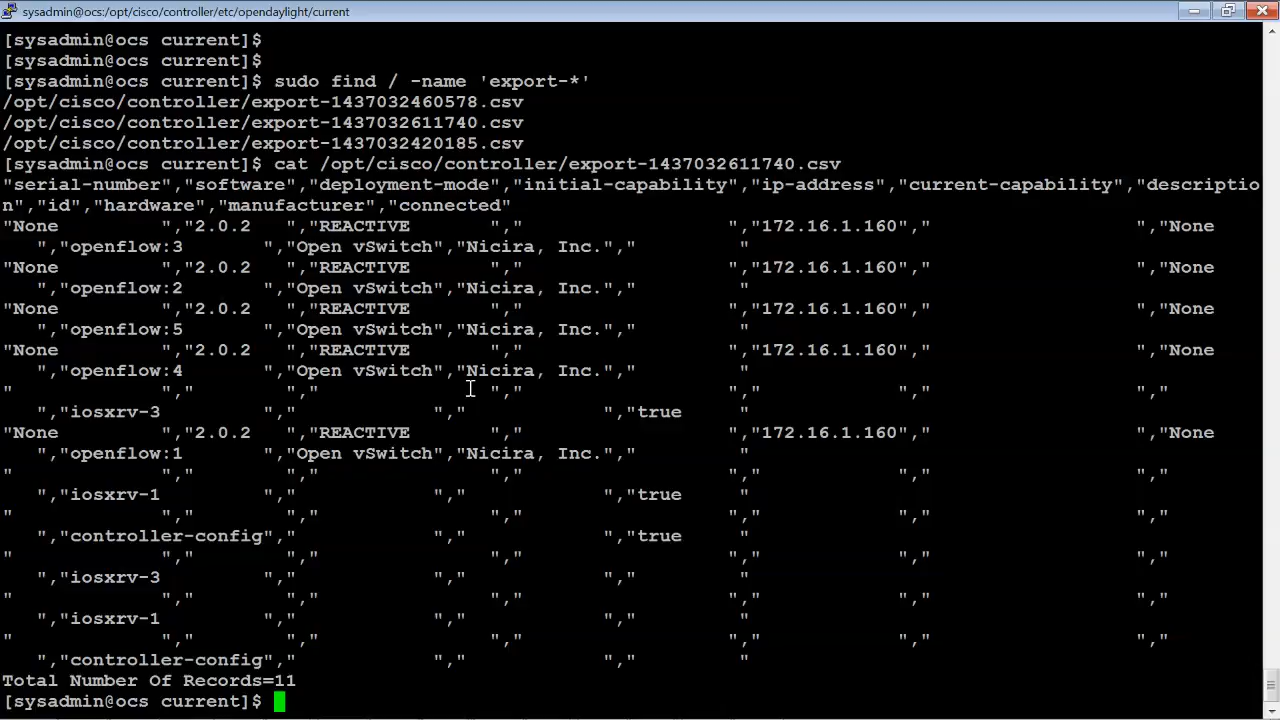 sysadmin@ocs:/opt/cisco/controller/etc/opendaylight/current
[sysadmin@ocs current]$
[sysadmin@ocs current]$
[sysadmin@ocs current]$ sudo find / -name 'export-*'
/opt/cisco/controller/export-1437032460578.csv
/opt/cisco/controller/export-1437032611740.csv
/opt/cisco/controller/export-1437032420185.csv
[sysadmin@ocs current]$ cat /opt/cisco/controller/export-1437032611740.csv
"serial-number","software","deployment-mode","initial-capability","ip-address","current-capability","descriptio
n","id","hardware","manufacturer","connected"
"None           ","2.0.2   ","REACTIVE       ","                  ","172.16.1.160","                  ","None
   ","openflow:3       ","Open vSwitch","Nicira, Inc.","         "
"None           ","2.0.2   ","REACTIVE       ","                  ","172.16.1.160","                  ","None
   ","openflow:2       ","Open vSwitch","Nicira, Inc.","         "
"None           ","2.0.2   ","REACTIVE       ","                  ","172.16.1.160","                  ","None
   ","openflow:5       ","Open vSwitch","Nicira, Inc.","         "
"None           ","2.0.2   ","REACTIVE       ","                  ","172.16.1.160","                  ","None
   ","openflow:4       ","Open vSwitch","Nicira, Inc.","         "
"             ","          ","               ","                  ","            ","                  ","
   ","iosxrv-3         ","            ","            ","true     "
"None           ","2.0.2   ","REACTIVE       ","                  ","172.16.1.160","                  ","None
   ","openflow:1       ","Open vSwitch","Nicira, Inc.","         "
"             ","          ","               ","                  ","            ","                  ","
   ","iosxrv-1         ","            ","            ","true     "
"             ","          ","               ","                  ","            ","                  ","
   ","controller-config","            ","            ","true     "
"             ","          ","               ","                  ","            ","                  ","
   ","iosxrv-3         ","            ","            ","         "
"             ","          ","               ","                  ","            ","                  ","
   ","iosxrv-1         ","            ","            ","         "
"             ","          ","               ","                  ","            ","                  ","
   ","controller-config","            ","            ","         "
Total Number Of Records=11
[sysadmin@ocs current]$